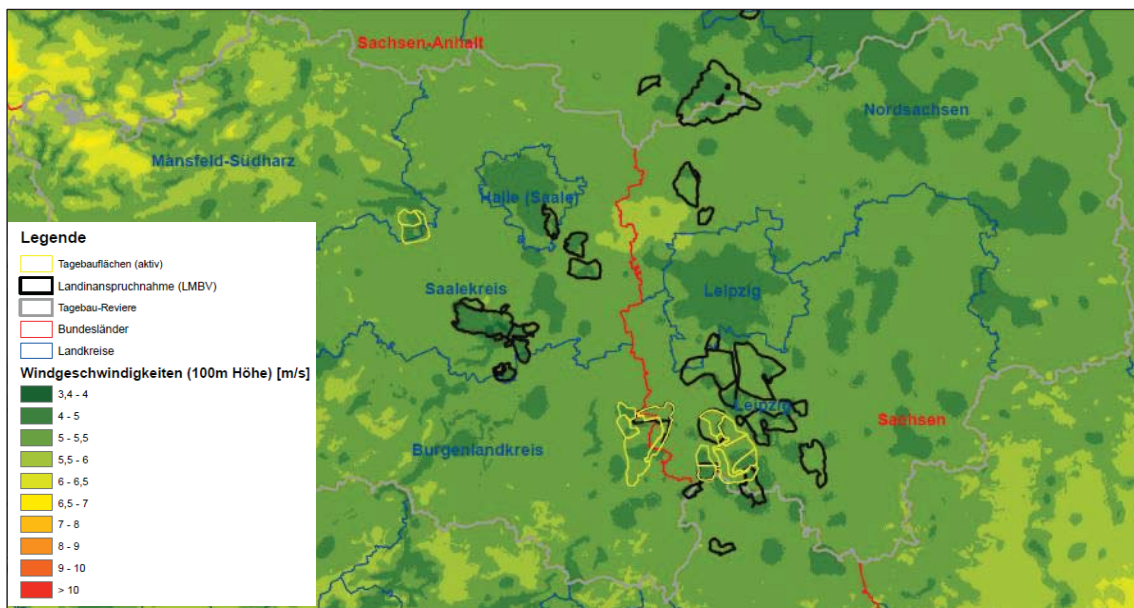 Sachsen-Anhalt
Nordsachsen
Mansfeld-Südharz
Halle (Saale)
Saalekreis
Leipzig
Leipzig
Sachsen
Burgenlandkreis
Legende
Tagebauflächen (aktiv)
Landinanspruchnahme (LMBV)
Tagebau-Reviere
Bundesländer
Landkreise
Windgeschwindigkeiten (100m Höhe) [m/s]
3,4 - 4
4 - 5
5 - 5,5
5,5 - 6
6 - 6,5
6,5 - 7
7 - 8
8 - 9
9 - 10
> 10